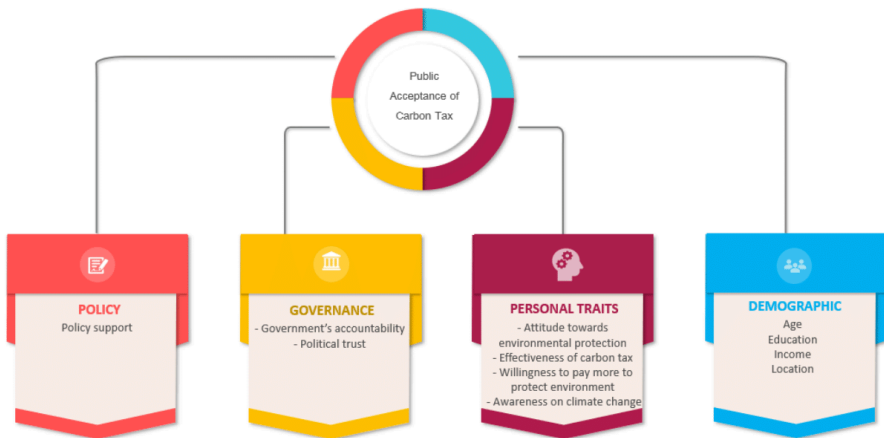 Public
Acceptance of
Carbon Tax
POLICY
Policy support
GOVERNANCE
- Government's accountability
- Political trust
PERSONAL TRAITS
- Attitude towards
environmental protection
- Effectiveness of carbon tax
- Willingness to pay more to
protect environment
- Awareness on climate change
DEMOGRAPHIC
Age
Education
Income
Location